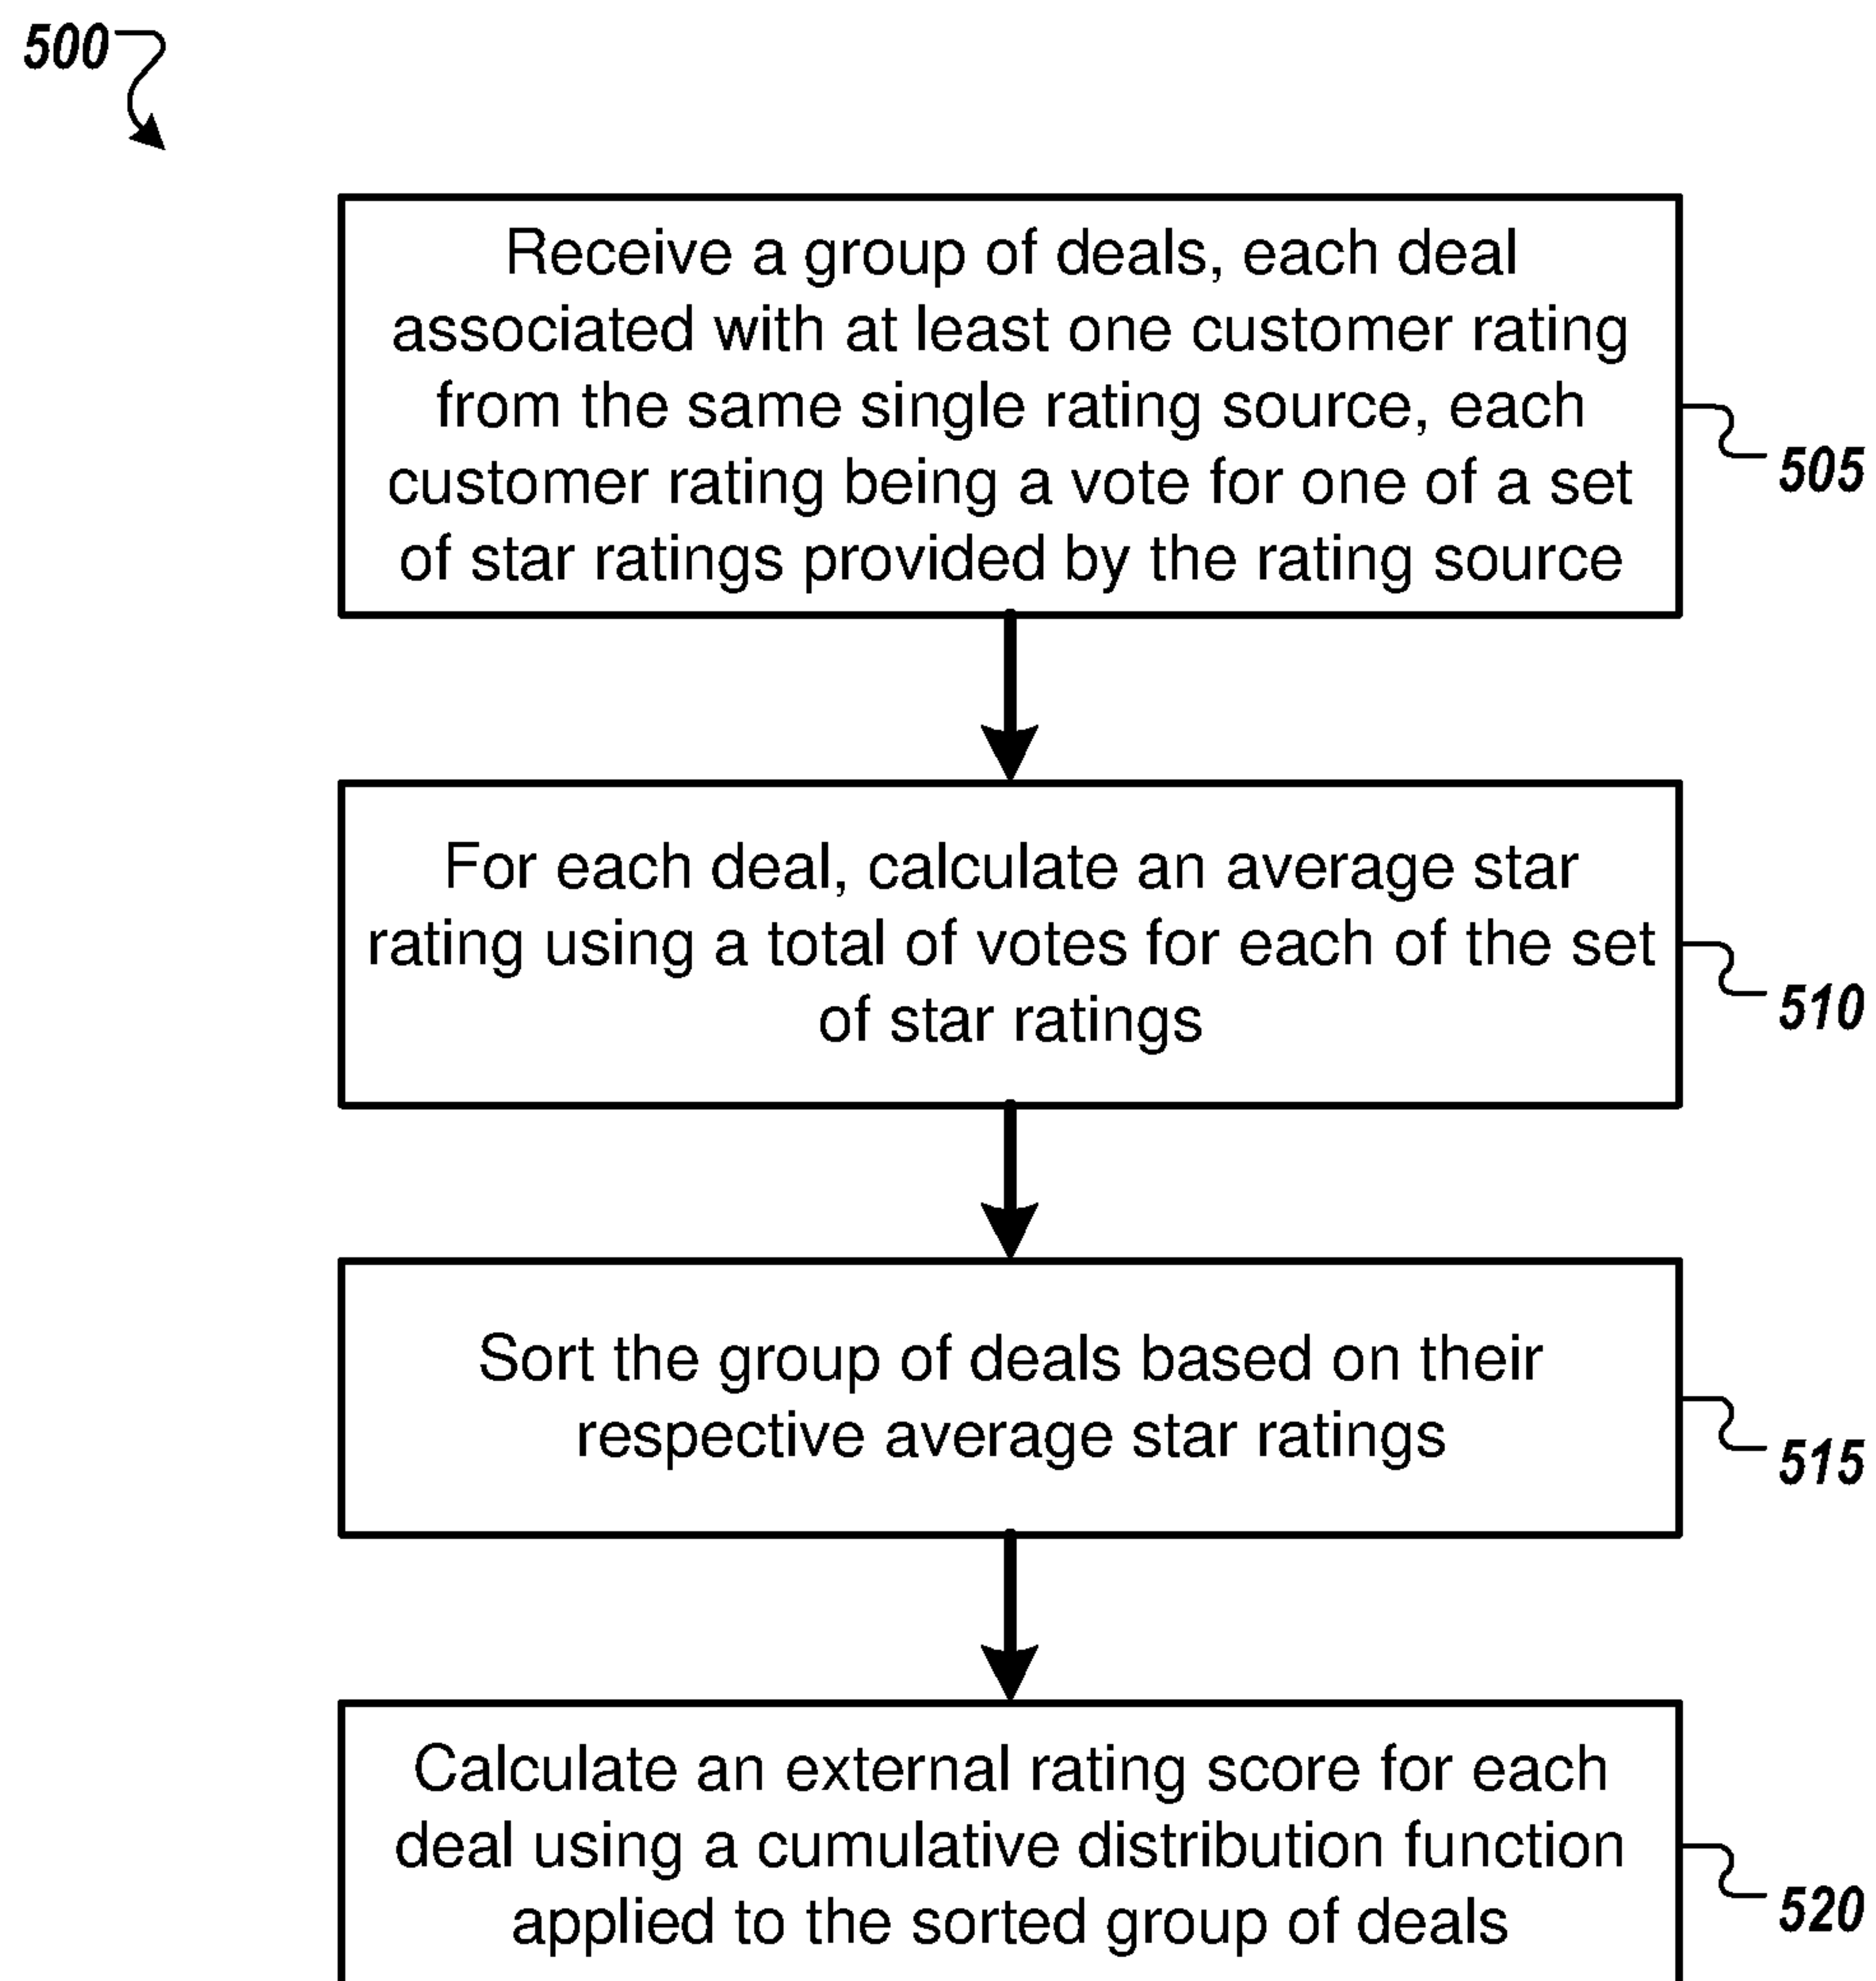 500
Receive a group of deals, each deal
associated with at least one customer rating
from the same single rating source, each
customer rating being a vote for one of a set
of star ratings provided by the rating source
505
For each deal, calculate an average star
rating using a total of votes for each of the set
of star ratings
510
Sort the group of deals based on their
respective average star ratings
515
Calculate an external rating score for each
deal using a cumulative distribution function
applied to the sorted group of deals
520